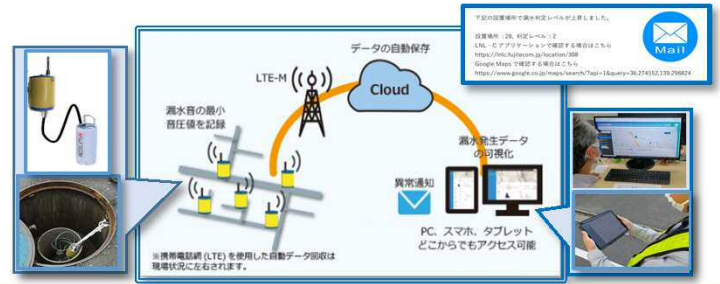 下記の設置場所で漏水判定レベルが上昇しました。
設置場所：28, 判定レベル：2
LNL‐Cアプリケーションで確認する場合はこちら
https://lnlc.fujitecom.jp/location/308
Google Mapsで確認する場合はこちら
https://www.google.co.jp/maps/search/?api=1&query=36.274552,139.298824
Mail
データの自動保存
LTE-M
Cloud
漏水音の最小
音圧値を記録
漏水発生データ
の可視化
異常通知
PC、スマホ、タブレット
どこからでもアクセス可能
※携帯電話網(LTE)を使用した自動データ回収は
現場状況に左右されます。